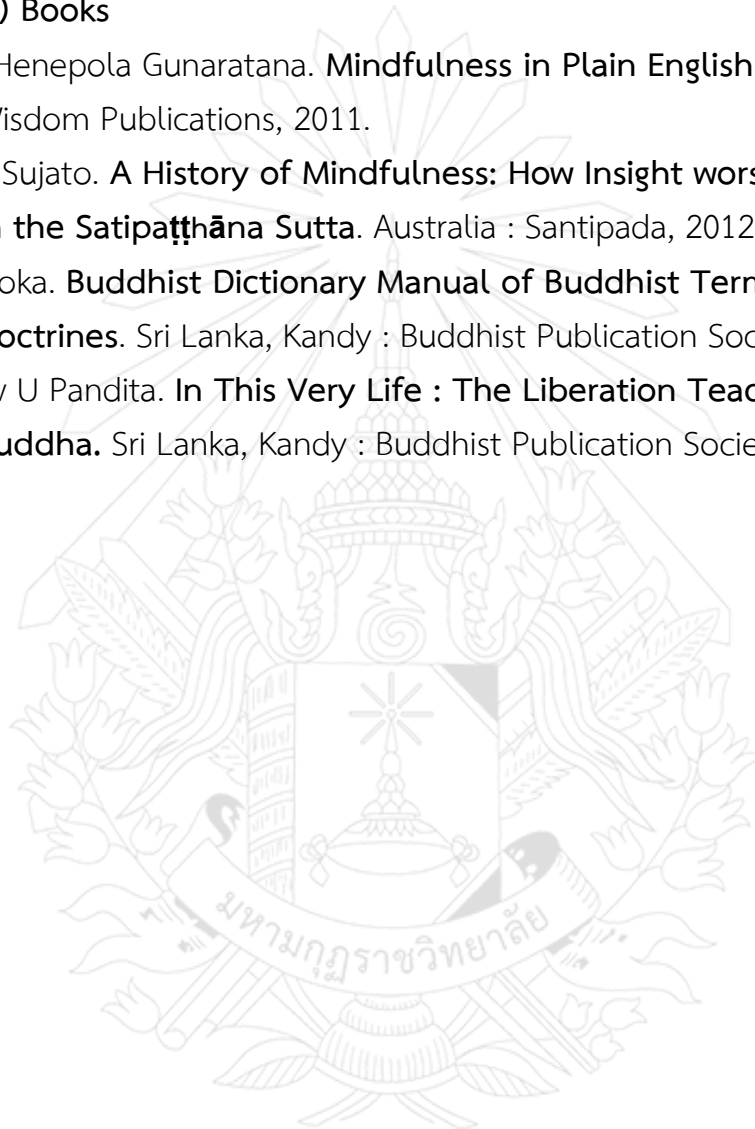 ) Books
Henepola Gunaratana. Mindfulness in Plain English
Wisdom Publications, 2011.
Sujato. A History of Mindfulness: How Insight wors
the Satipaṭṭhāna Sutta. Australia : Santipada, 2012
oka. Buddhist Dictionary Manual of Buddhist Ter
octrines. Sri Lanka, Kandy : Buddhist Publication Soc
U Pandita. In This Very Life : The Liberation Teac
uddha. Sri Lanka, Kandy : Buddhist Publication Socie
มหามกุฏราชวิทยาลัย